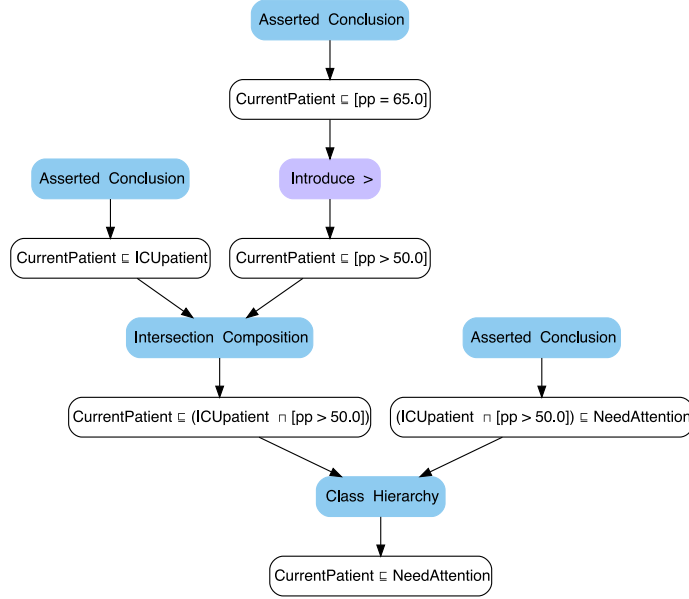 Asserted Conclusion
CurrentPatient ⊑ [pp = 65.0]
Asserted Conclusion
Introduce >
CurrentPatient ⊑ ICUpatient
CurrentPatient ⊑ [pp > 50.0]
Intersection Composition
Asserted Conclusion
CurrentPatient ⊑ (ICUpatient ⊓ [pp > 50.0])
(ICUpatient ⊓ [pp > 50.0]) ⊑ NeedAttention
Class Hierarchy
CurrentPatient ⊑ NeedAttention